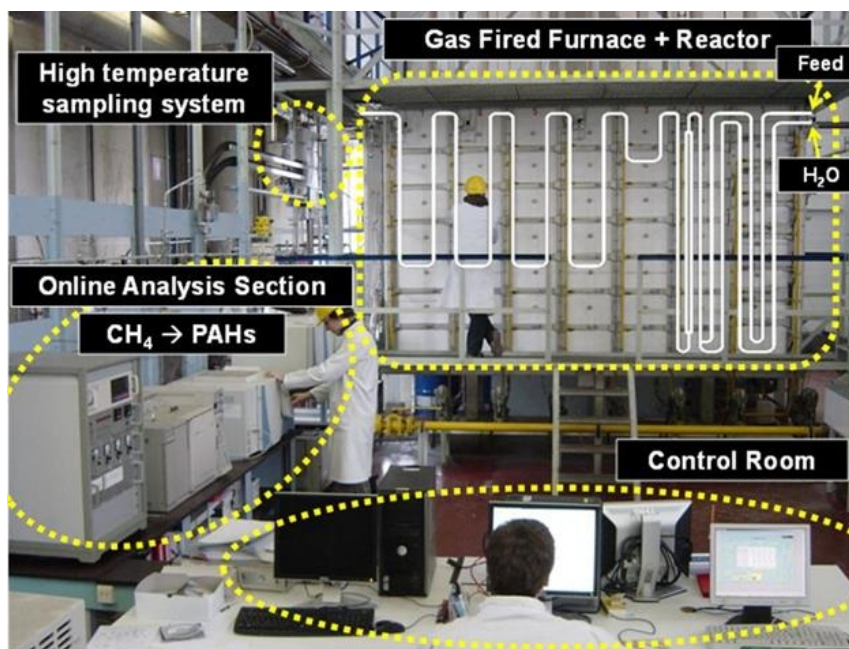 Gas Fired Furnace + Reactor
Feed
High temperature
sampling system
H₂O
Online Analysis Section
CH₄ → PAHs
Control Room